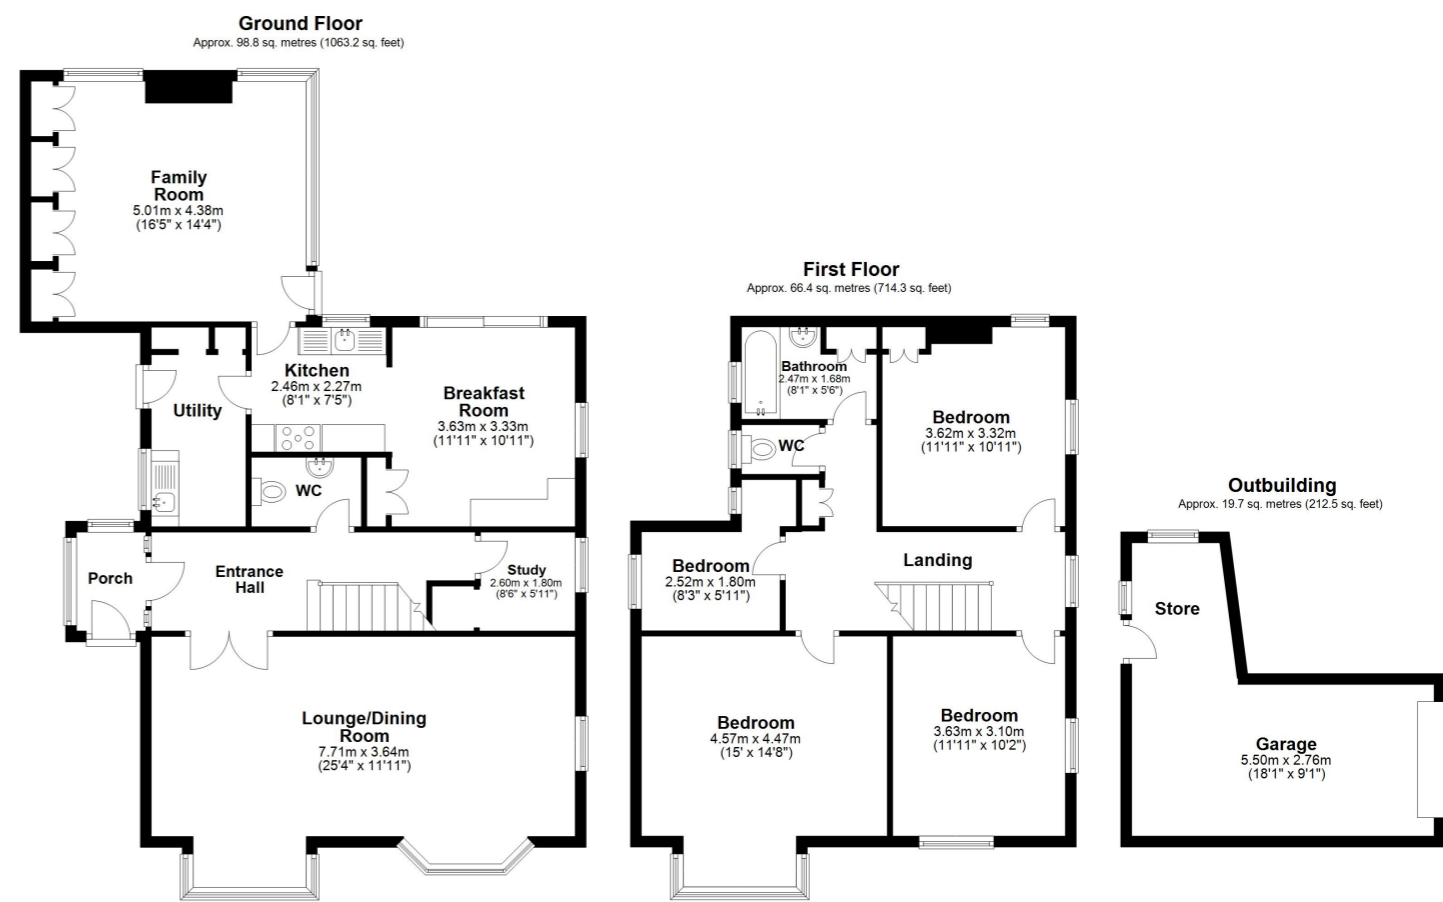 Ground Floor
Approx. 98.8 sq. metres (1063.2 sq. feet)
Family
Room
5.01m x 4.38m
(16'5" x 14'4")
Kitchen
2.46m x 2.27m
(8'1" x 7'5")
Breakfast
Room
3.63m x 3.33m
(11'11" x 10'11")
Utility
WC
Porch
Entrance
Hall
Study
2.60m x 1.80m
(8'6" x 5'11")
Lounge/Dining
Room
7.71m x 3.64m
(25'4" x 11'11")
First Floor
Approx. 66.4 sq. metres (714.3 sq. feet)
Bathroom
2.47m x 1.68m
(8'1" x 5'6")
Bedroom
3.62m x 3.32m
(11'11" x 10'11")
WC
Bedroom
2.52m x 1.80m
(8'3" x 5'11")
Landing
Bedroom
4.57m x 4.47m
(15' x 14'8")
Bedroom
3.63m x 3.10m
(11'11" x 10'2")
Outbuilding
Approx. 19.7 sq. metres (212.5 sq. feet)
Store
Garage
5.50m x 2.76m
(18'1" x 9'1")